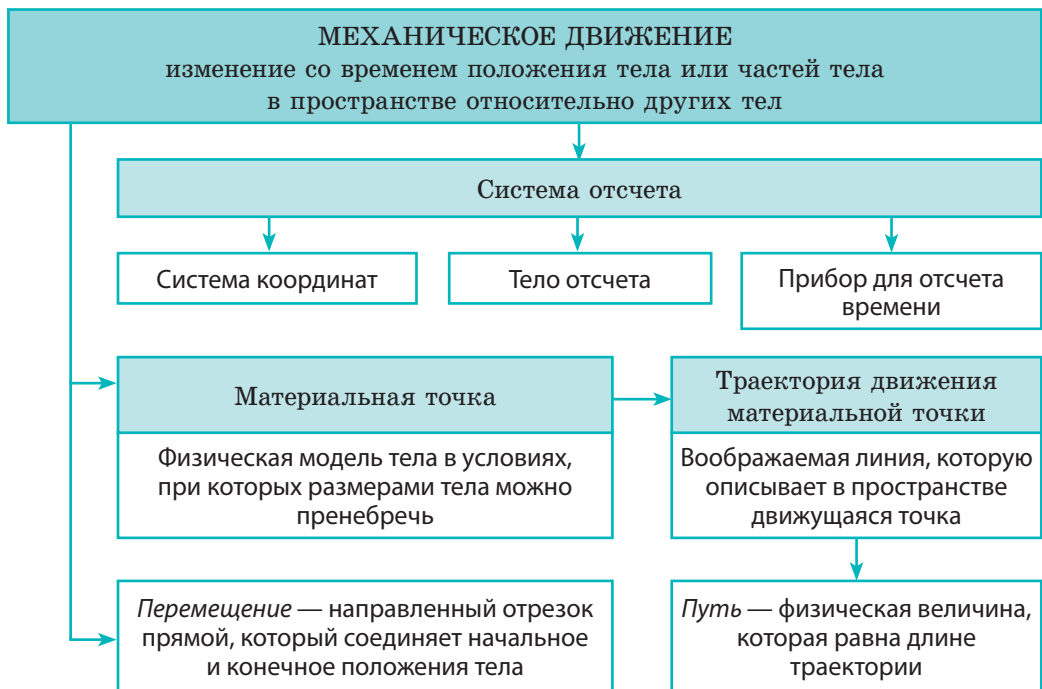 МЕХАНИЧЕСКОЕ ДВИЖЕНИЕ
изменение со временем положения тела или частей тела
в пространстве относительно других тел
Система отсчета
Система координат
Тело отсчета
Прибор для отсчета
времени
Материальная точка
Физическая модель тела в условиях,
при которых размерами тела можно
пренебречь
Траектория движения
материальной точки
Воображаемая линия, которую
описывает в пространстве
движущаяся точка
Перемещение — направленный отрезок
прямой, который соединяет начальное
и конечное положения тела
Путь — физическая величина,
которая равна длине
траектории